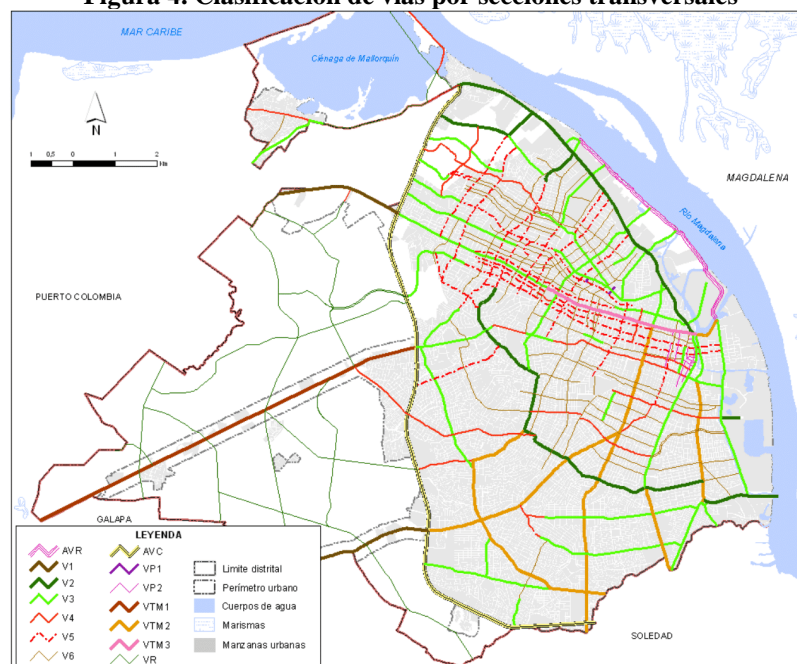 Figura 4. Clasificación de vías por secciones transversales
MAR CARIBE
Ciénaga de Mallorquín
N
1 0,5 0 1 2
Km
MAGDALENA
Río Magdalena
PUERTO COLOMBIA
GALAPA
SOLEDAD
LEYENDA
AVR
V1
V2
V3
V4
V5
V6
AVC
VP1
VP2
VTM1
VTM2
VTM3
VR
Limite distrital
Perímetro urbano
Cuerpos de agua
Marismas
Manzanas urbanas